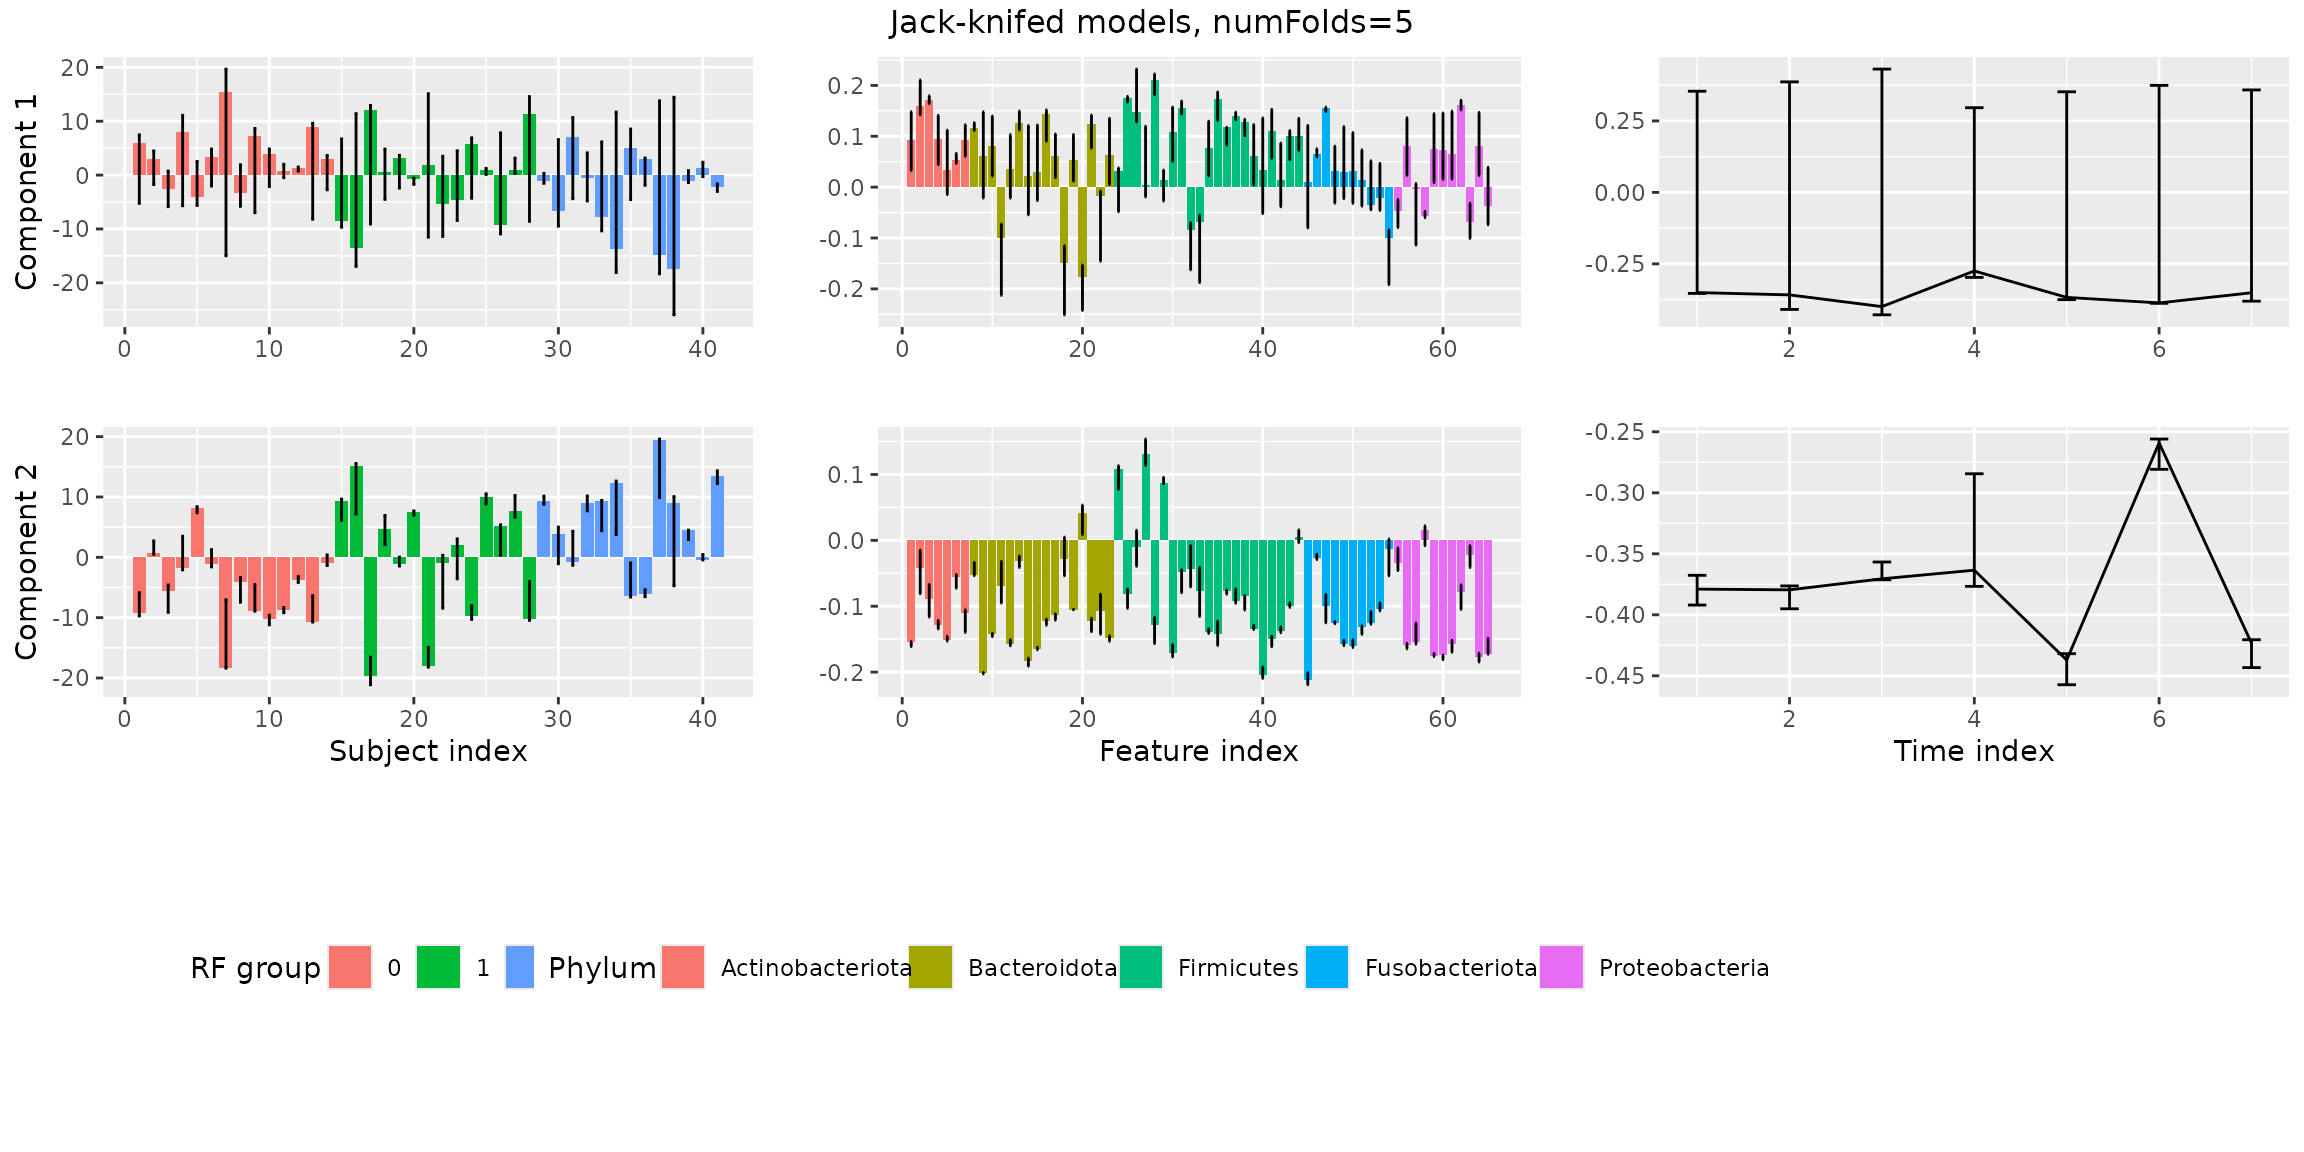 Jack-knifed models, numFolds=5
Component 1
20
10
0
-10
-20
0 10 20 30 40
0.2
0.1
0.0
-0.1
-0.2
0 20 40 60
0.25
0.00
-0.25
2 4 6
Component 2
20
10
0
-10
-20
0 10 20 30 40
Subject index
0.1
0.0
-0.1
-0.2
0 20 40 60
Feature index
-0.25
-0.30
-0.35
-0.40
-0.45
2 4 6
Time index
RF group 0 1 Phylum Actinobacteriota Bacteroidota Firmicutes Fusobacteriota Proteobacteria